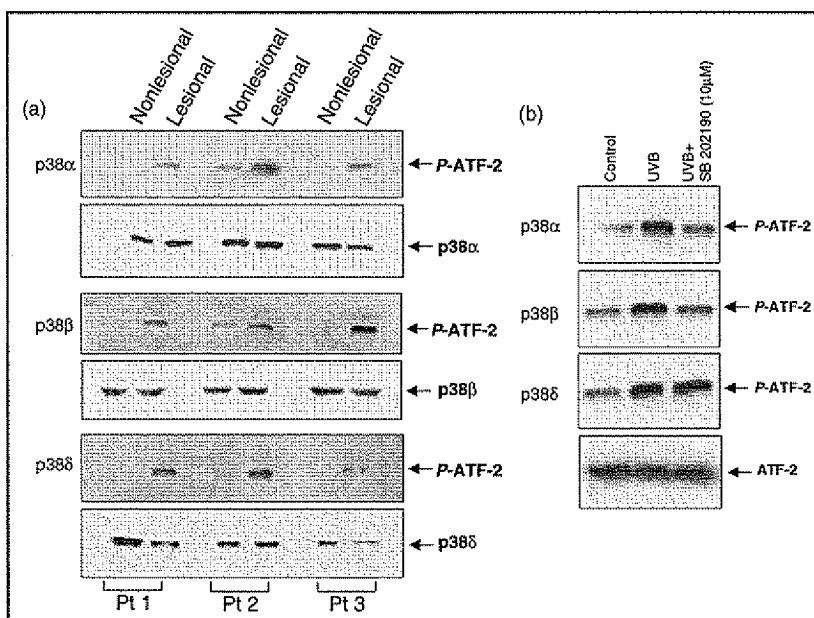 (a)
Nonlesional Lesional Nonlesional Lesional Nonlesional Lesional
p38α P-ATF-2
p38α
p38β P-ATF-2
p38β
p38δ P-ATF-2
p38δ
Pt 1 Pt 2 Pt 3
(b)
Control UVB UVB+ SB 202190 (10µM)
p38α P-ATF-2
p38β P-ATF-2
p38δ P-ATF-2
ATF-2